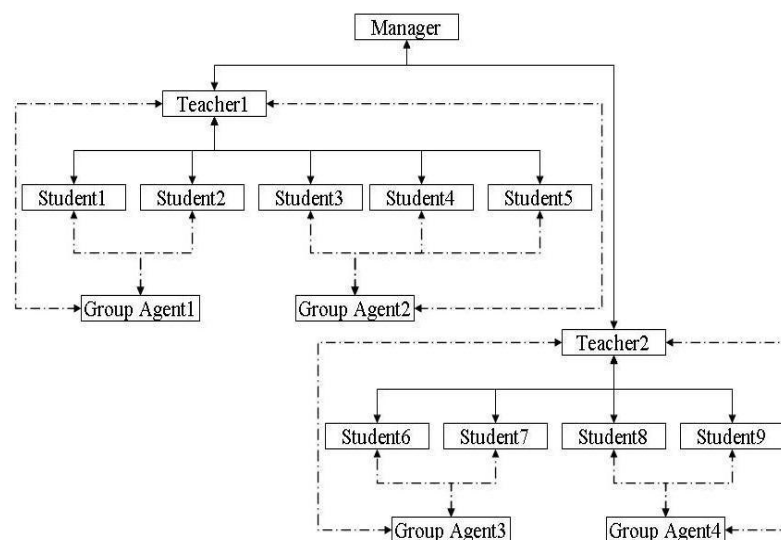 Manager
Teacher1
Student1 Student2 Student3 Student4 Student5
Group Agent1 Group Agent2
Teacher2
Student6 Student7 Student8 Student9
Group Agent3 Group Agent4